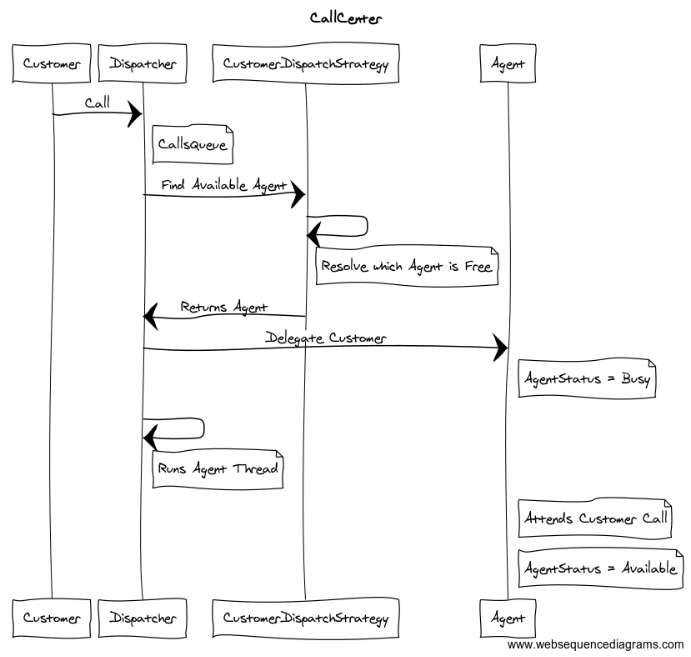 CallCenter
Customer Dispatcher CustomerDispatchStrategy Agent
Call
CallsQueue
Find Available Agent
Resolve which Agent is Free
Returns Agent
Delegate Customer
AgentStatus = Busy
Runs Agent Thread
Attends Customer Call
AgentStatus = Available
Customer Dispatcher CustomerDispatchStrategy Agent
www.websequencediagrams.com